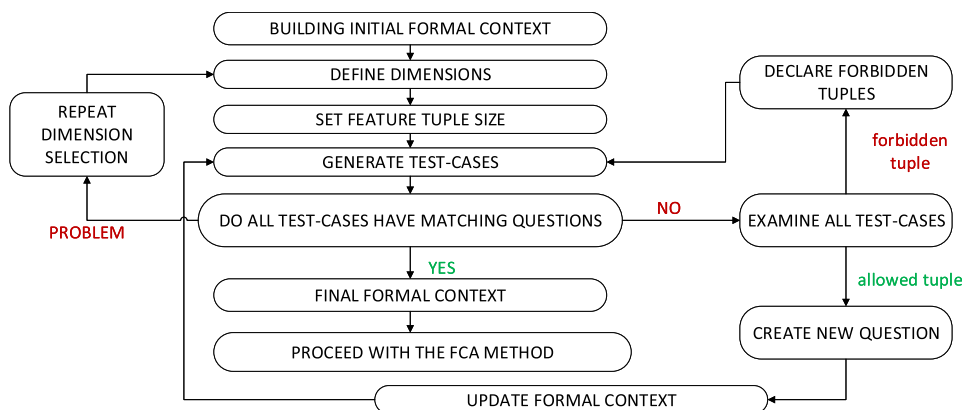 BUILDING INITIAL FORMAL CONTEXT
DEFINE DIMENSIONS
SET FEATURE TUPLE SIZE
GENERATE TEST-CASES
DO ALL TEST-CASES HAVE MATCHING QUESTIONS
YES
FINAL FORMAL CONTEXT
PROCEED WITH THE FCA METHOD
REPEAT
DIMENSION
SELECTION
PROBLEM
NO
EXAMINE ALL TEST-CASES
forbidden
tuple
DECLARE FORBIDDEN
TUPLES
allowed tuple
CREATE NEW QUESTION
UPDATE FORMAL CONTEXT